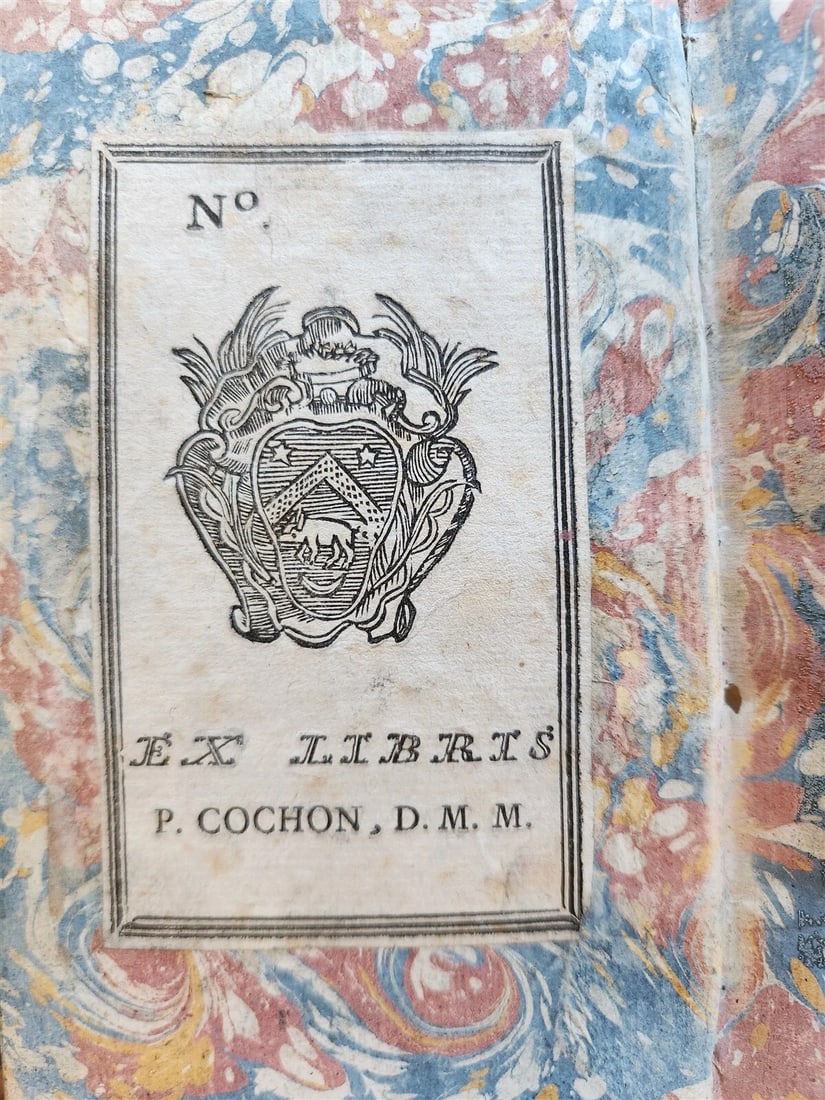 No.
EX LIBRIS
P. COCHON, D. M. M.